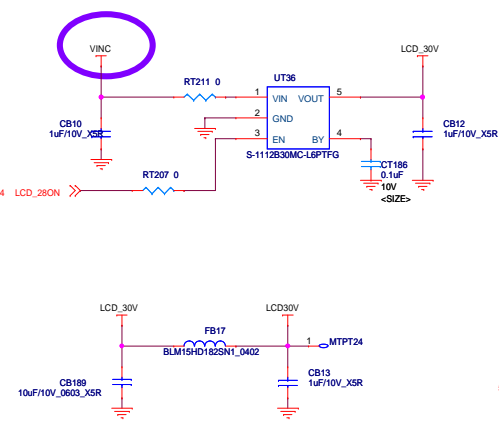 VINC
LCD_30V
RT211 0
UT36
1 VIN VOUT 5
2 GND
3 EN BY 4
S-1112B30MC-L6PTFG
CB10
1uF/10V_X5R
CB12
1uF/10V_X5R
CT186
0.1uF
10V
<SIZE>
RT207 0
4 LCD_28ON
LCD_30V
LCD30V
FB17
BLM15HD182SN1_0402
1 MTPT24
CB189
10uF/10V_0603_X5R
CB13
1uF/10V_X5R